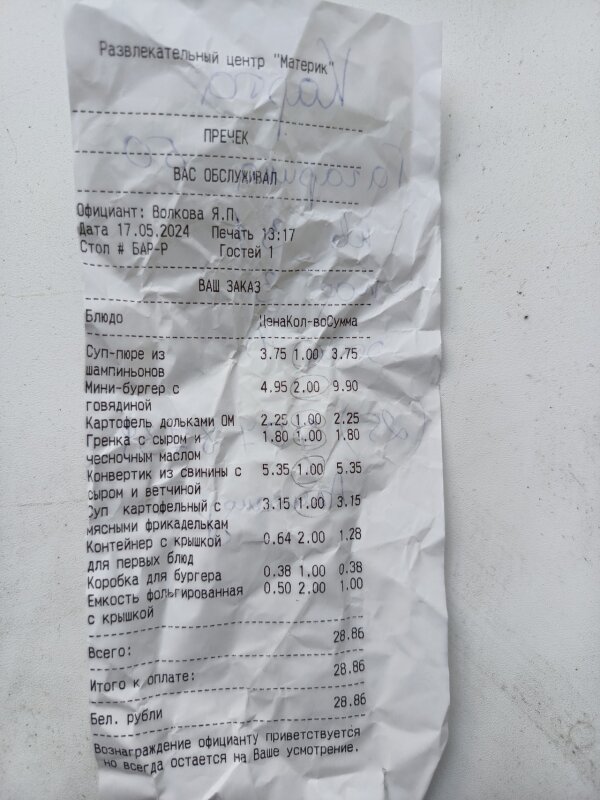 Развлекательный центр "Материк"
ПРЕЧЕК
ВАС ОБСЛУЖИВАЛ
Официант: Волкова Я.П.
Дата 17.05.2024 Печать 13:17
Стол # БАР-Р Гостей 1
ВАШ ЗАКАЗ
Блюдо ЦенаКол-воСумма
Суп-пюре из 3.75 1.00 3.75
шампиньонов
Мини-бургер с 4.95 2.00 9.90
говядиной
Картофель дольками ОМ 2.25 1.00 2.25
Гренка с сыром и 1.80 1.00 1.80
чесночным маслом
Конвертик из свинины с 5.35 1.00 5.35
сыром и ветчиной
Суп картофельный с 3.15 1.00 3.15
мясными фрикаделькам
Контейнер с крышкой 0.64 2.00 1.28
для первых блюд
Коробка для бургера 0.38 1.00 0.38
Емкость фольгированная 0.50 2.00 1.00
с крышкой
Всего: 28.86
Итого к оплате: 28.86
Бел. рубли 28.86
Вознаграждение официанту приветствуется
но всегда остается на Ваше усмотрение.